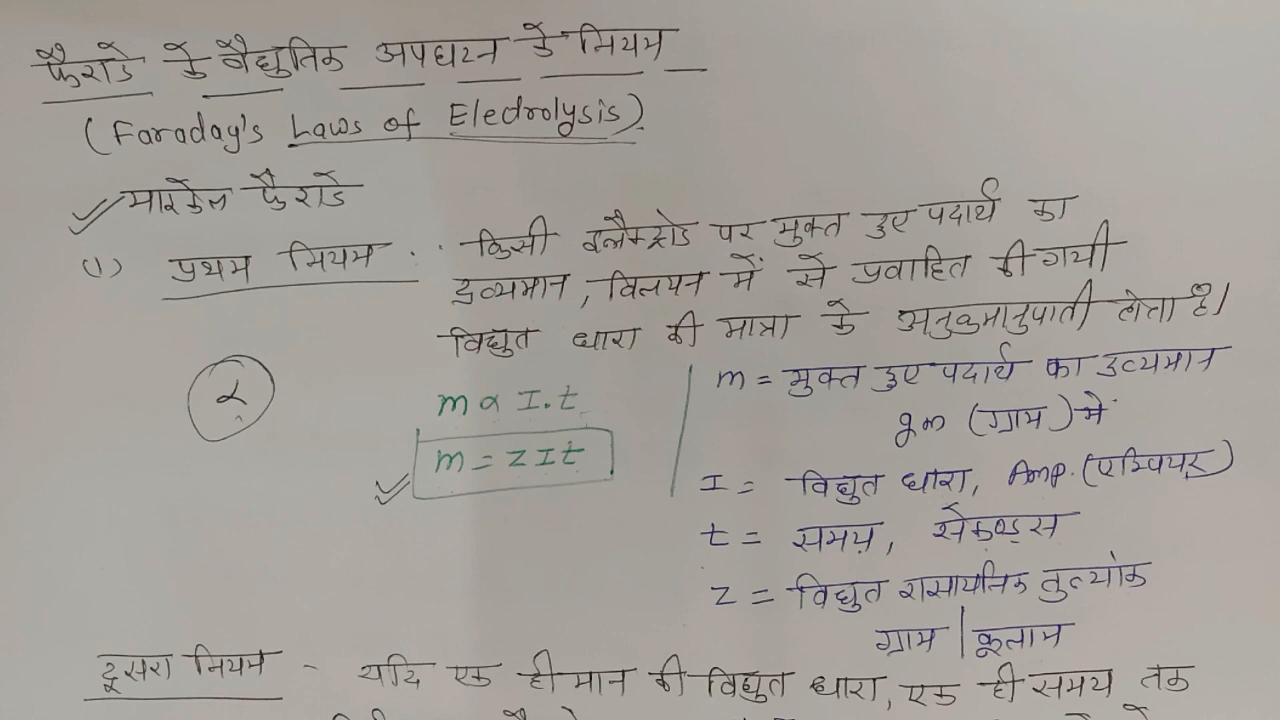 फैराडे के वैद्युतिक अपघटन के नियम
(Faraday's Laws of Electrolysis)
माइकेल फैराडे
(1) प्रथम नियम : किसी इलैक्ट्रोड पर मुक्त हुए पदार्थ का
द्रव्यमान, विलयन में से प्रवाहित की गयी
विद्युत धारा की मात्रा के अनुक्रमानुपाती होता है।
m ∝ I.t
m = ZIt
m = मुक्त हुए पदार्थ का द्रव्यमान
gm (ग्राम) में
I = विद्युत धारा, Amp. (एम्पियर)
t = समय, सेकण्ड्स
Z = विद्युत रासायनिक तुल्यांक
ग्राम | कूलाम
दूसरा नियम - यदि एक ही मान की विद्युत धारा, एक ही समय तक